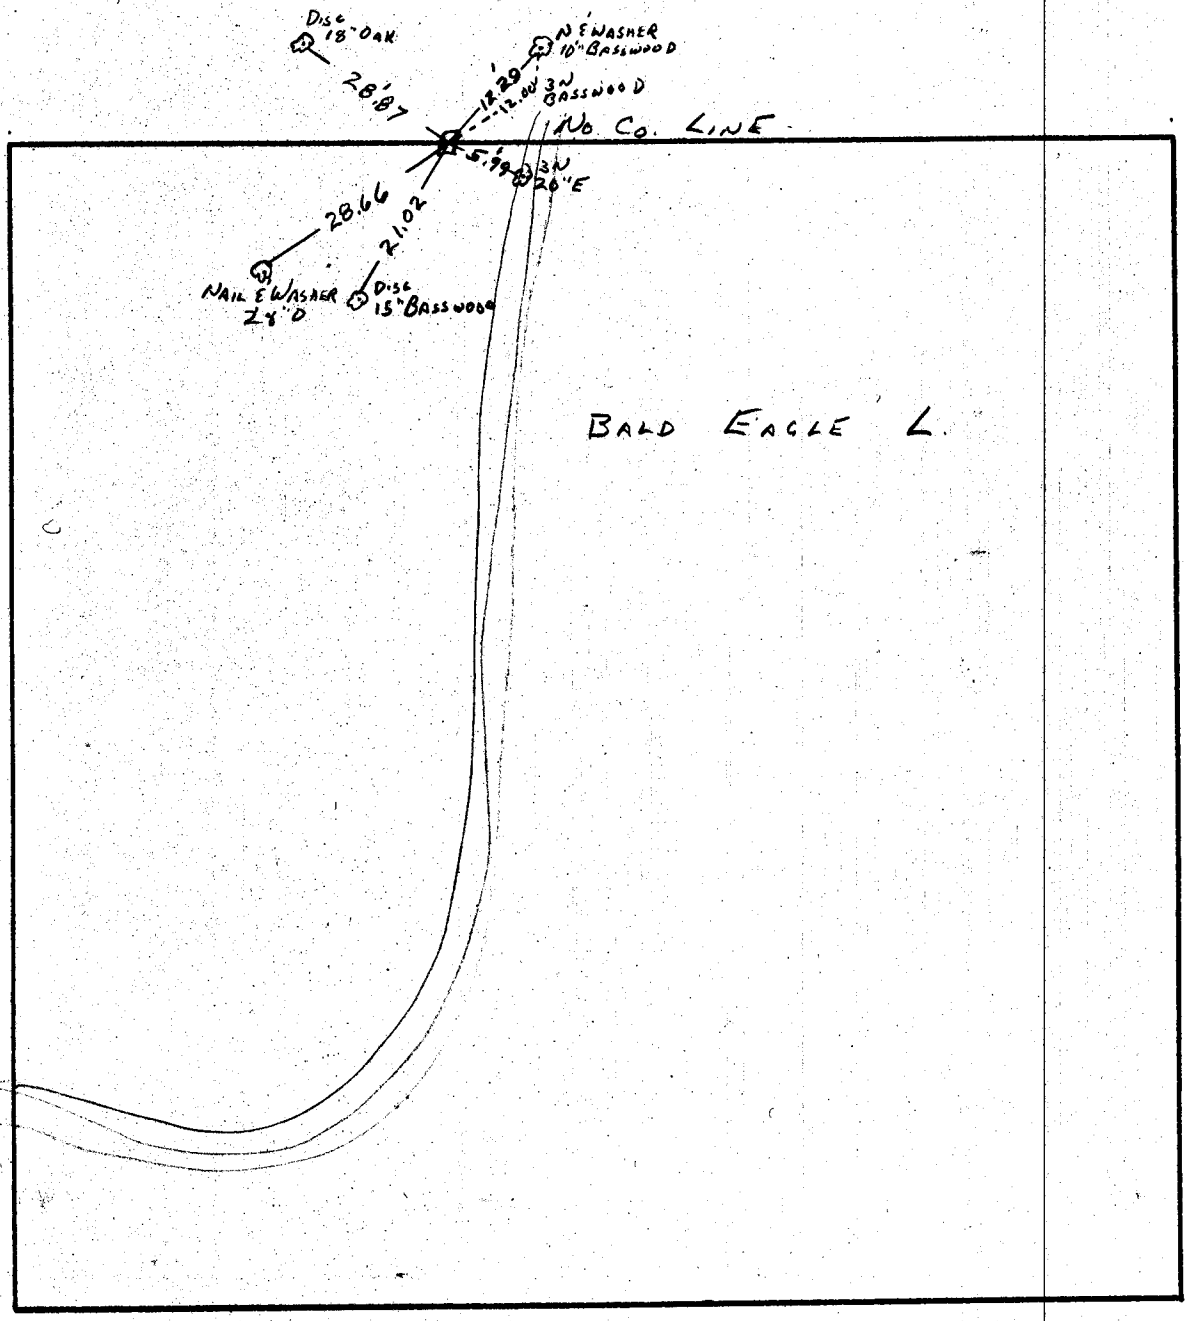 Disc
18" OAK
28.87'
N & WASHER
10" BASSWOOD
12.29'
12.00'
3N
BASSWOOD
NO. CO. LINE
5.99'
3N
20" E
28.66
21.02
NAIL & WASHER
28" O
DISC
15" BASSWOOD
BALD EAGLE L.